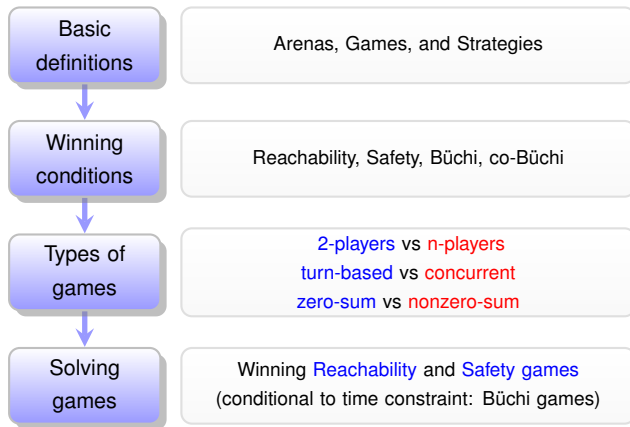 Basic
definitions
Arenas, Games, and Strategies
Winning
conditions
Reachability, Safety, Büchi, co-Büchi
Types of
games
2-players vs n-players
turn-based vs concurrent
zero-sum vs nonzero-sum
Solving
games
Winning Reachability and Safety games
(conditional to time constraint: Büchi games)